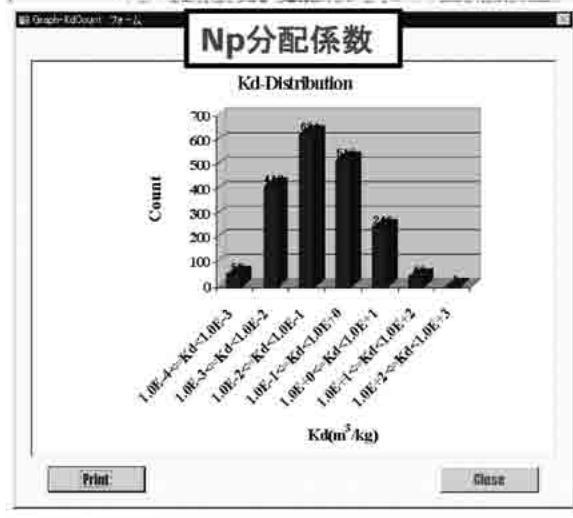 Graph-KdCount フォーム
Np分配係数
Kd-Distribution
700
600
500
400
300
200
100
0
Count
1.0E-4<=Kd<1.0E-3
1.0E-3<=Kd<1.0E-2
1.0E-2<=Kd<1.0E-1
1.0E-1<=Kd<1.0E+0
1.0E+0<=Kd<1.0E+1
1.0E+1<=Kd<1.0E+2
1.0E+2<=Kd<1.0E+3
Kd(m³/kg)
Print
Close